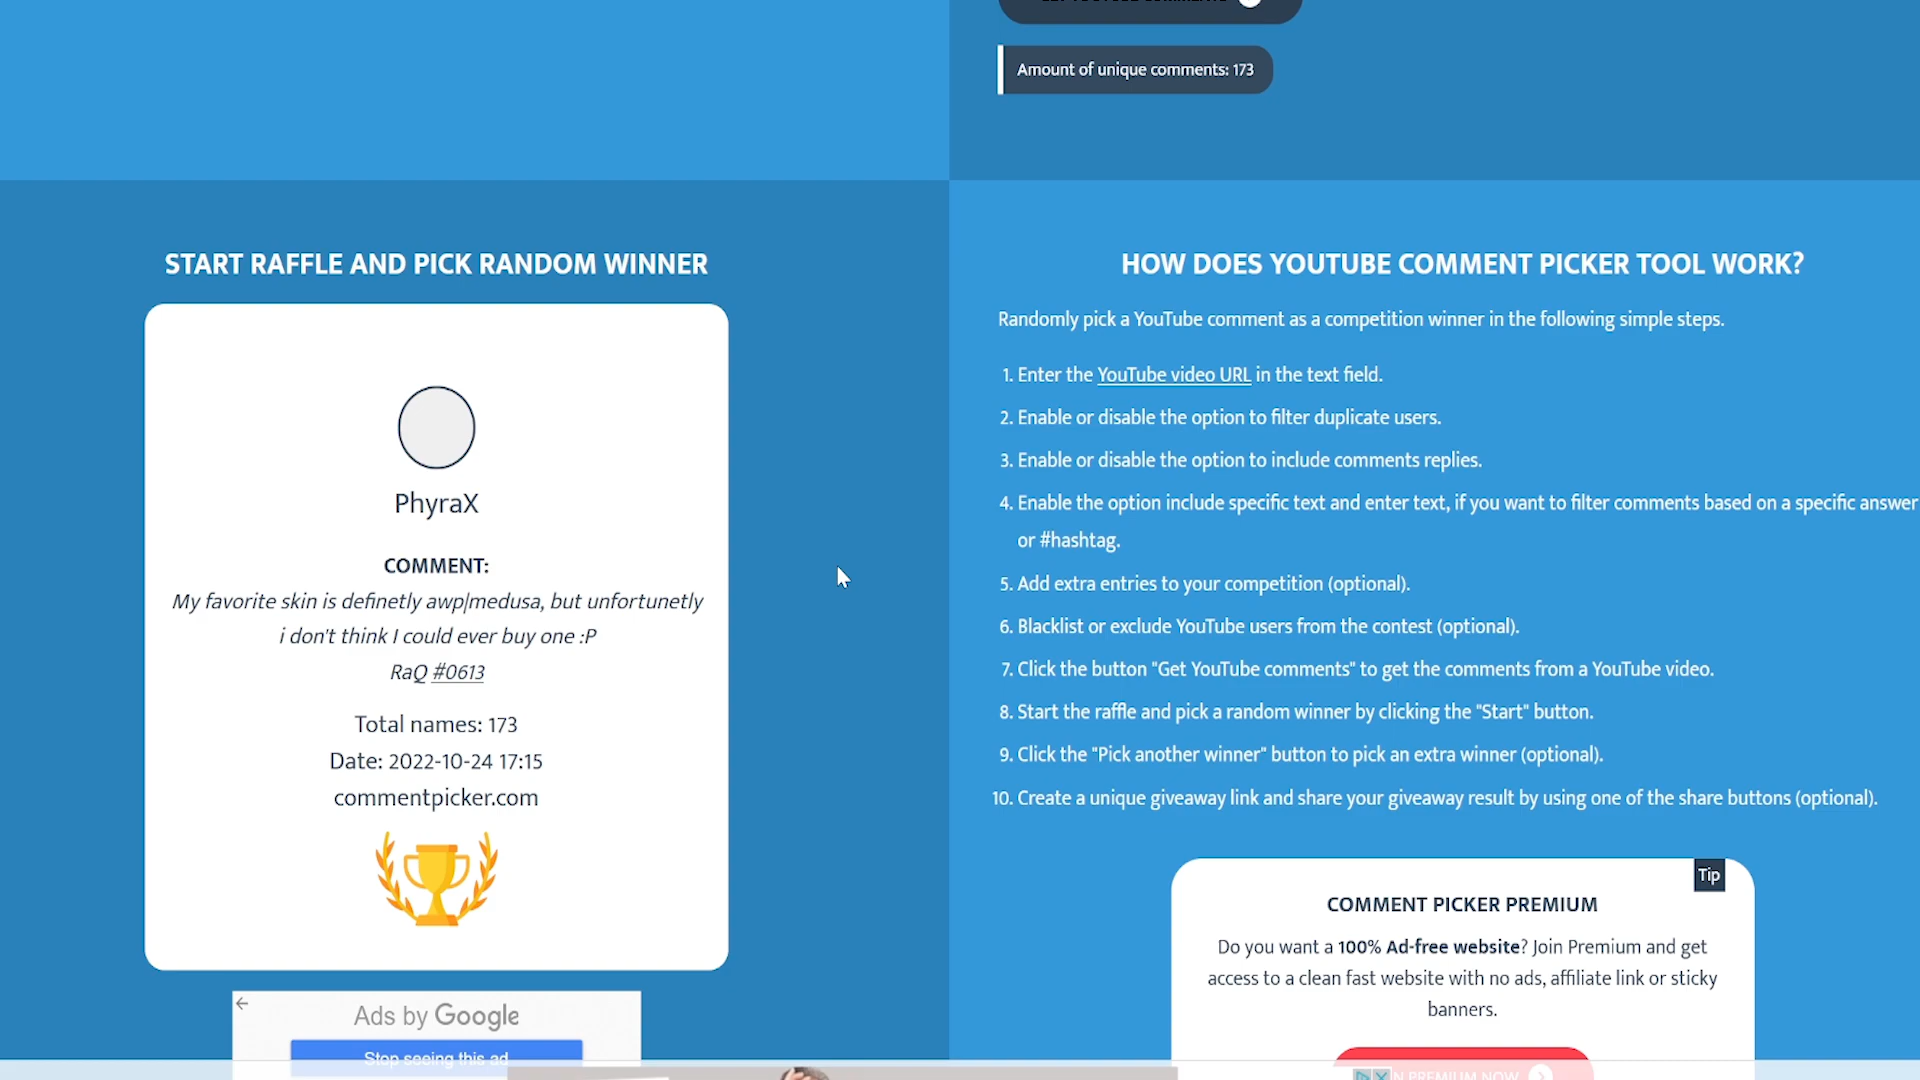 Amount of unique comments: 173
START RAFFLE AND PICK RANDOM WINNER
PhyraX
COMMENT:
My favorite skin is definetly awp|medusa, but unfortunetly
i don't think I could ever buy one :P
RaQ #0613
Total names: 173
Date: 2022-10-24 17:15
commentpicker.com
Ads by Google
Stop seeing this ad
HOW DOES YOUTUBE COMMENT PICKER TOOL WORK?
Randomly pick a YouTube comment as a competition winner in the following simple steps.
1. Enter the YouTube video URL in the text field.
2. Enable or disable the option to filter duplicate users.
3. Enable or disable the option to include comments replies.
4. Enable the option include specific text and enter text, if you want to filter comments based on a specific answer
or #hashtag.
5. Add extra entries to your competition (optional).
6. Blacklist or exclude YouTube users from the contest (optional).
7. Click the button "Get YouTube comments" to get the comments from a YouTube video.
8. Start the raffle and pick a random winner by clicking the "Start" button.
9. Click the "Pick another winner" button to pick an extra winner (optional).
10. Create a unique giveaway link and share your giveaway result by using one of the share buttons (optional).
Tip
COMMENT PICKER PREMIUM
Do you want a 100% Ad-free website? Join Premium and get
access to a clean fast website with no ads, affiliate link or sticky
banners.
PREMIUM NOW